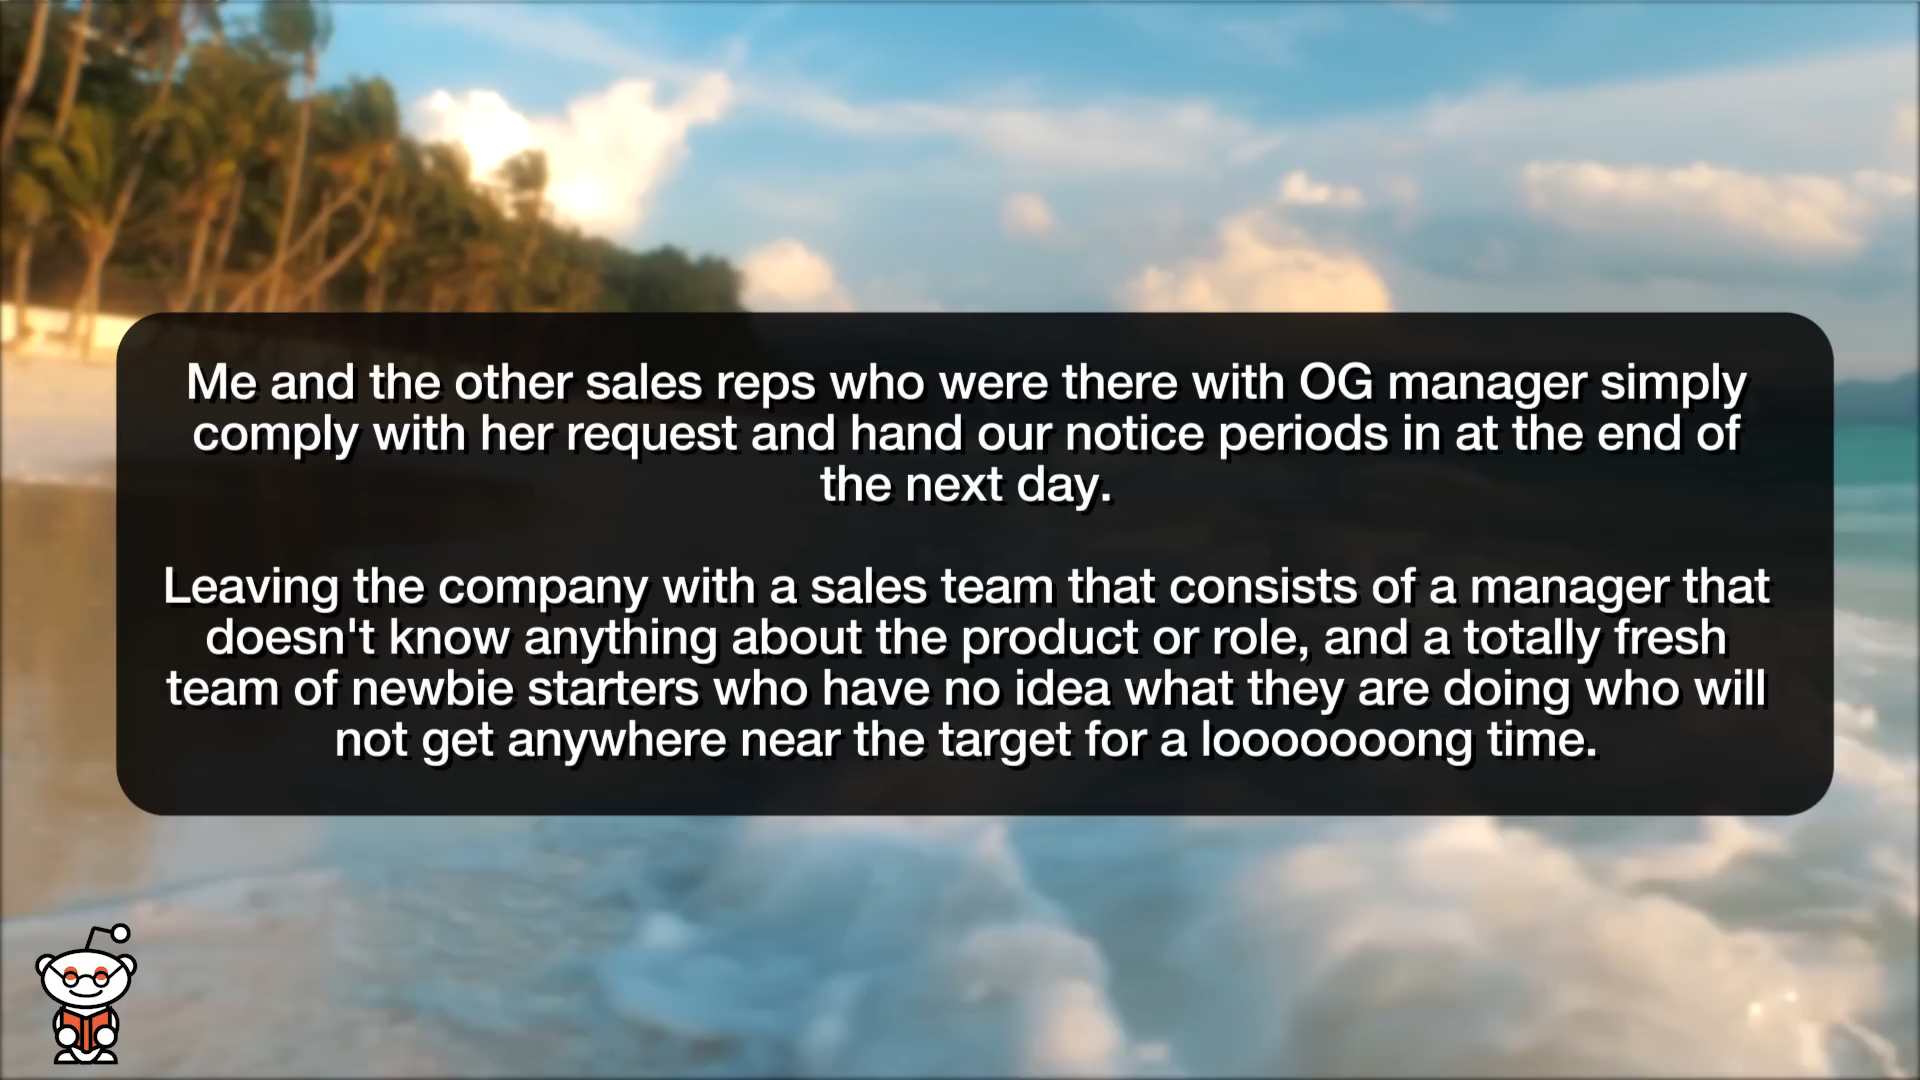 Me and the other sales reps who were there with OG manager simply
comply with her request and hand our notice periods in at the end of
the next day.
Leaving the company with a sales team that consists of a manager that
doesn't know anything about the product or role, and a totally fresh
team of newbie starters who have no idea what they are doing who will
not get anywhere near the target for a looooooong time.